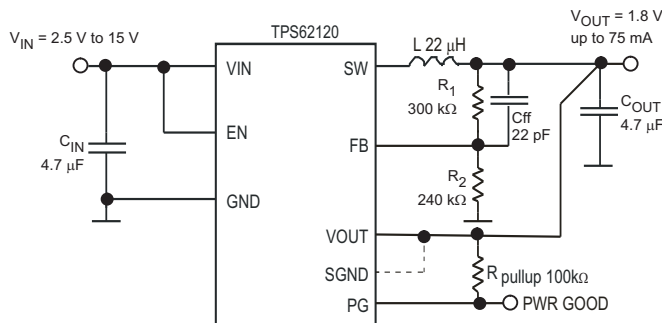 TPS62120
V_IN = 2.5 V to 15 V
V_OUT = 1.8 V
up to 75 mA
VIN
SW
L 22 μH
R1
300 kΩ
Cff
22 pF
C_OUT
4.7 μF
EN
C_IN
4.7 μF
FB
R2
240 kΩ
GND
VOUT
SGND
R pullup 100kΩ
PG
PWR GOOD